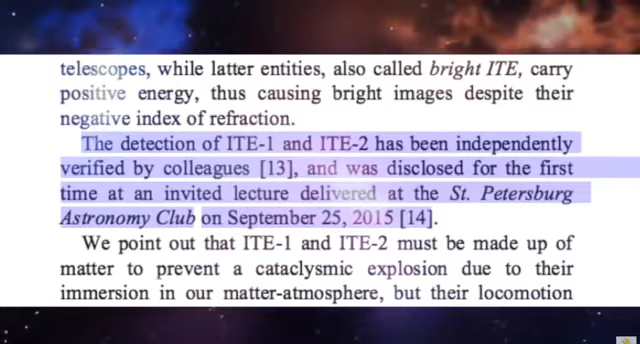 telescopes, while latter entities, also called bright ITE, carry
positive energy, thus causing bright images despite their
negative index of refraction.
The detection of ITE-1 and ITE-2 has been independently
verified by colleagues [13], and was disclosed for the first
time at an invited lecture delivered at the St. Petersburg
Astronomy Club on September 25, 2015 [14].
We point out that ITE-1 and ITE-2 must be made up of
matter to prevent a cataclysmic explosion due to their
immersion in our matter-atmosphere, but their locomotion